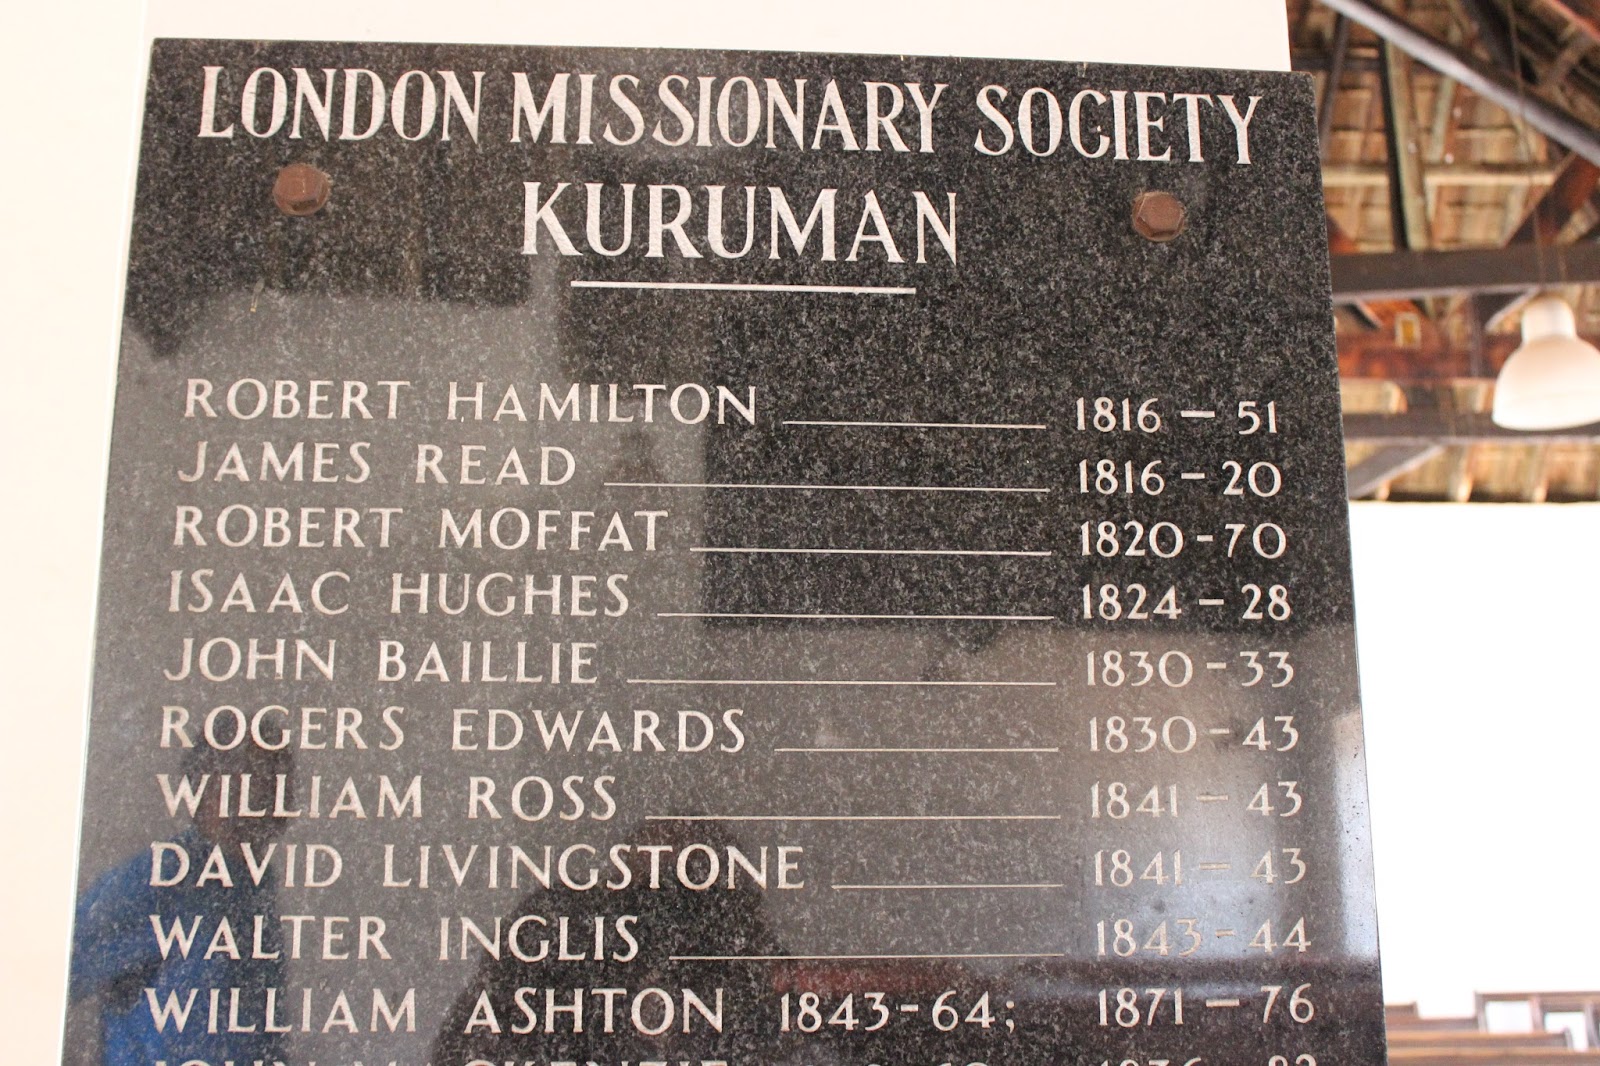 LONDON MISSIONARY SOCIETY
KURUMAN
ROBERT HAMILTON 1816 – 51
JAMES READ 1816 – 20
ROBERT MOFFAT 1820 - 70
ISAAC HUGHES 1824 – 28
JOHN BAILLIE 1830 - 33
ROGERS EDWARDS 1830 - 43
WILLIAM ROSS 1841 – 43
DAVID LIVINGSTONE 1841 – 43
WALTER INGLIS 1843 - 44
WILLIAM ASHTON 1843 - 64; 1871 – 76
JOHN MACKENZIE